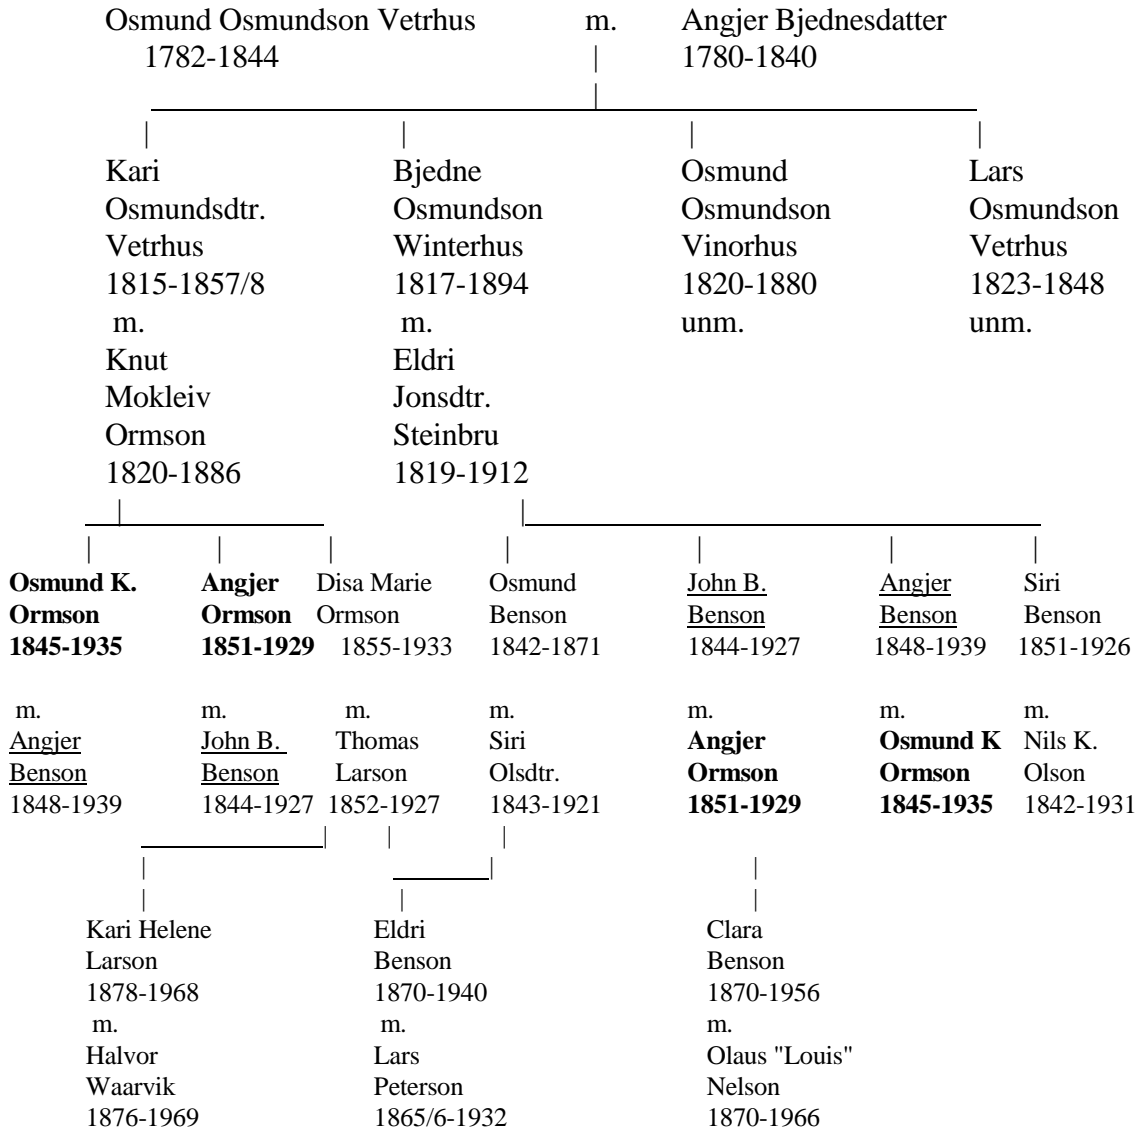 Osmund Osmundson Vetrhus m. Angjer Bjednesdatter
1782-1844 1780-1840
Kari Bjedne Osmund Lars
Osmundsdtr. Osmundson Osmundson Osmundson
Vetrhus Winterhus Vinorhus Vetrhus
1815-1857/8 1817-1894 1820-1880 1823-1848
m. m. unm. unm.
Knut Eldri
Mokleiv Jonsdtr.
Ormson Steinbru
1820-1886 1819-1912
Osmund K. Angjer Disa Marie Osmund John B. Angjer Siri
Ormson Ormson Ormson Benson Benson Benson Benson
1845-1935 1851-1929 1855-1933 1842-1871 1844-1927 1848-1939 1851-1926
m. m. m. m. m. m. m.
Angjer John B. Thomas Siri Angjer Osmund K Nils K.
Benson Benson Larson Olsdtr. Ormson Ormson Olson
1848-1939 1844-1927 1852-1927 1843-1921 1851-1929 1845-1935 1842-1931
Kari Helene Eldri Clara
Larson Benson Benson
1878-1968 1870-1940 1870-1956
m. m. m.
Halvor Lars Olaus "Louis"
Waarvik Peterson Nelson
1876-1969 1865/6-1932 1870-1966